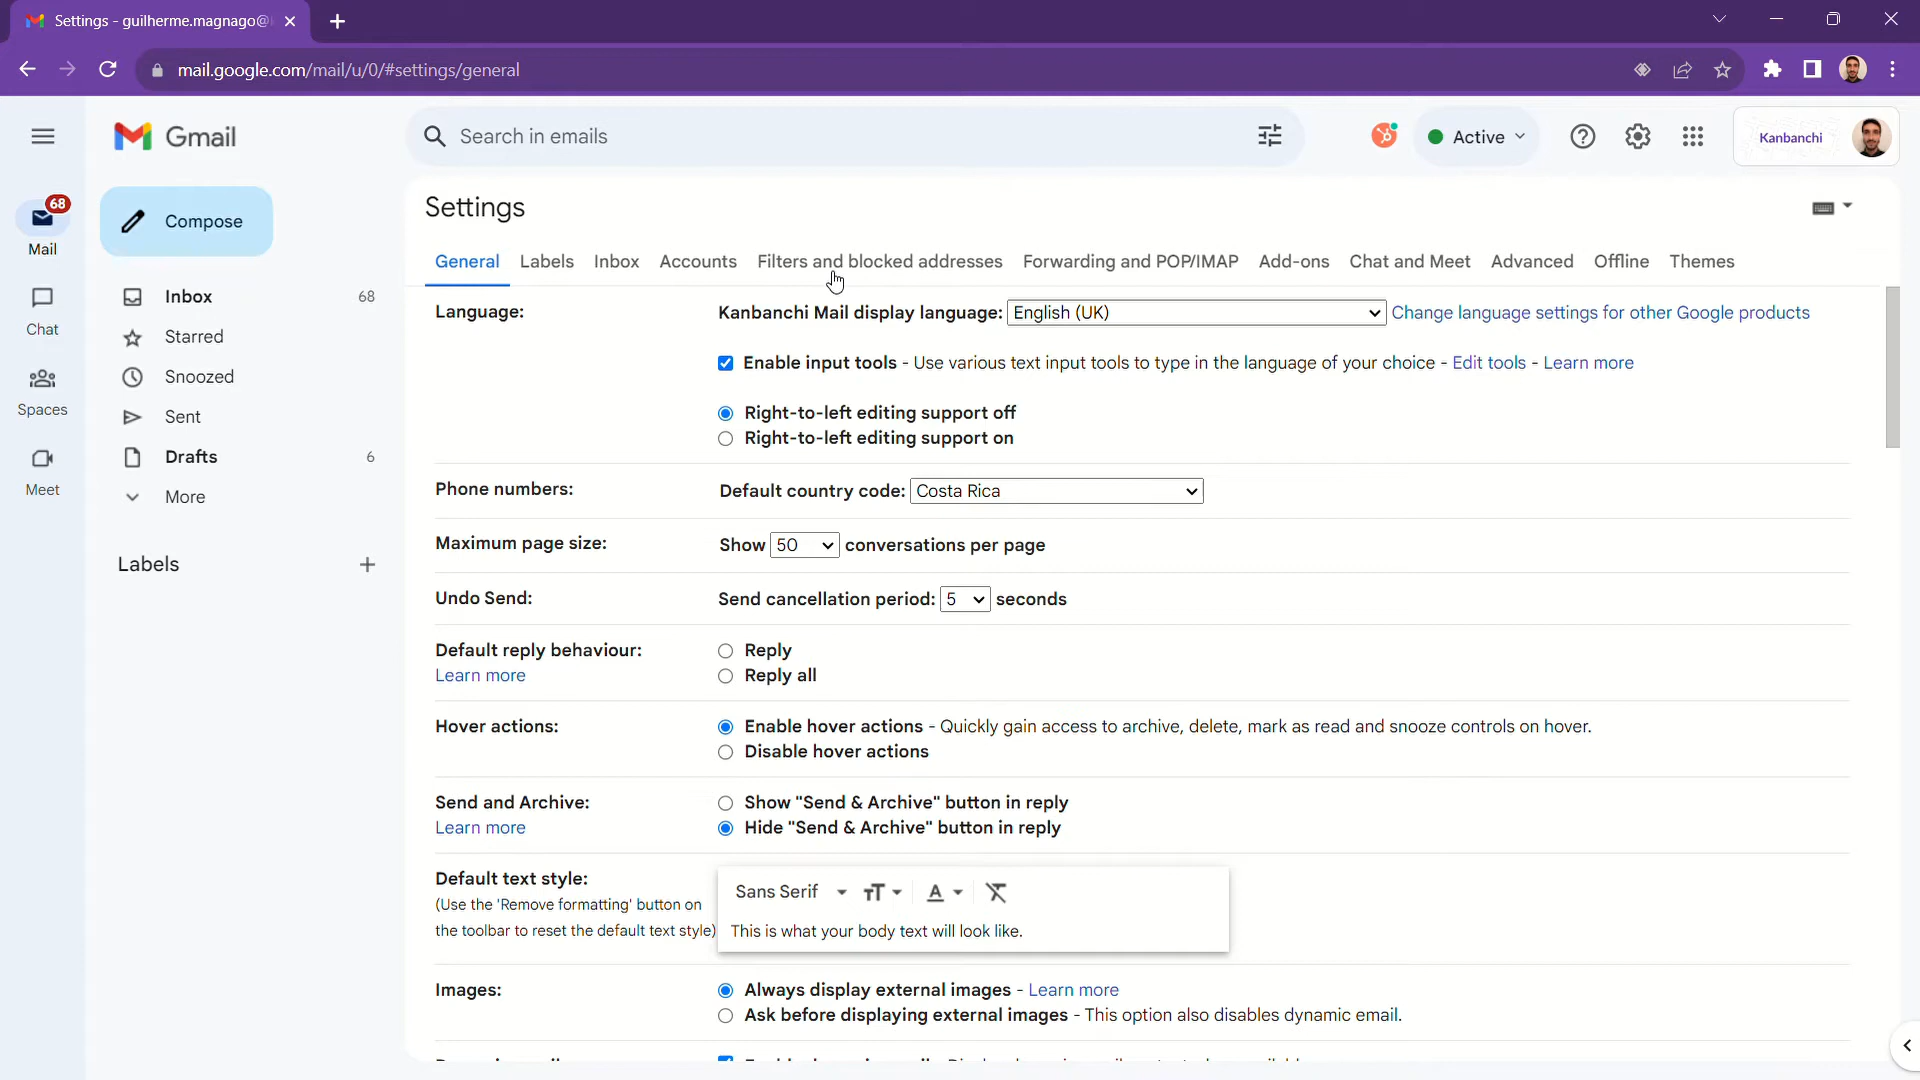 Settings - guilherme.magnago@
mail.google.com/mail/u/0/#settings/general
Gmail
Search in emails
Active
Kanbanchi
68
Mail
Chat
Spaces
Meet
Compose
Inbox 68
Starred
Snoozed
Sent
Drafts 6
More
Labels
Settings
General Labels Inbox Accounts Filters and blocked addresses Forwarding and POP/IMAP Add-ons Chat and Meet Advanced Offline Themes
Language: Kanbanchi Mail display language: English (UK) Change language settings for other Google products
Enable input tools - Use various text input tools to type in the language of your choice - Edit tools - Learn more
Right-to-left editing support off
Right-to-left editing support on
Phone numbers: Default country code: Costa Rica
Maximum page size: Show 50 conversations per page
Undo Send: Send cancellation period: 5 seconds
Default reply behaviour: Reply
Learn more Reply all
Hover actions: Enable hover actions - Quickly gain access to archive, delete, mark as read and snooze controls on hover.
Disable hover actions
Send and Archive: Show "Send & Archive" button in reply
Learn more Hide "Send & Archive" button in reply
Default text style: Sans Serif
(Use the 'Remove formatting' button on
the toolbar to reset the default text style) This is what your body text will look like.
Images: Always display external images - Learn more
Ask before displaying external images - This option also disables dynamic email.